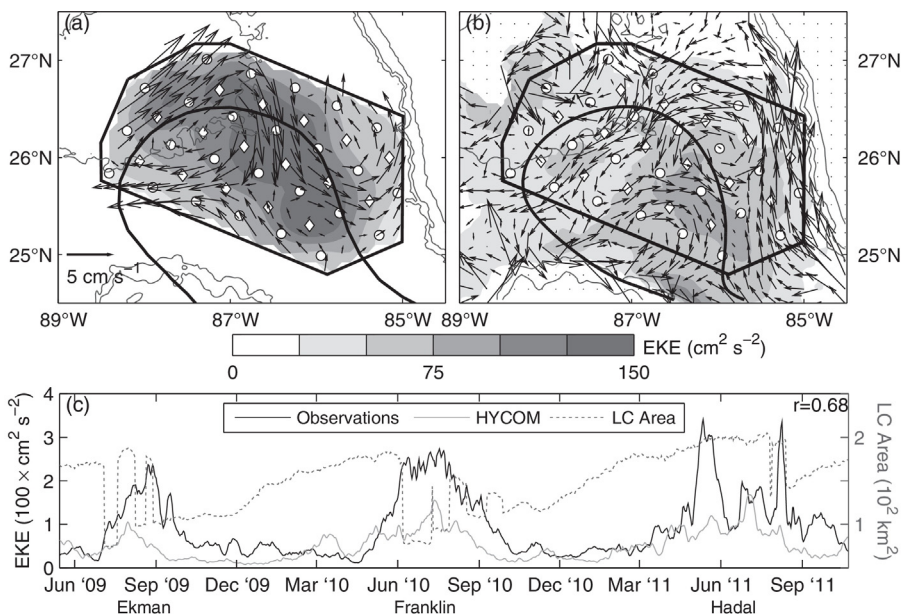 (a)
(b)
27°N
27°N
26°N
26°N
25°N
25°N
5 cm s⁻¹
89°W 87°W 85°W 89°W 87°W 85°W
EKE (cm² s⁻²)
0 75 150
(c)
r=0.68
Observations HYCOM LC Area
EKE (100 × cm² s⁻²)
4
3
2
1
0
LC Area (10² km²)
2
1
Jun '09 Sep '09 Dec '09 Mar '10 Jun '10 Sep '10 Dec '10 Mar '11 Jun '11 Sep '11
Ekman Franklin Hadal